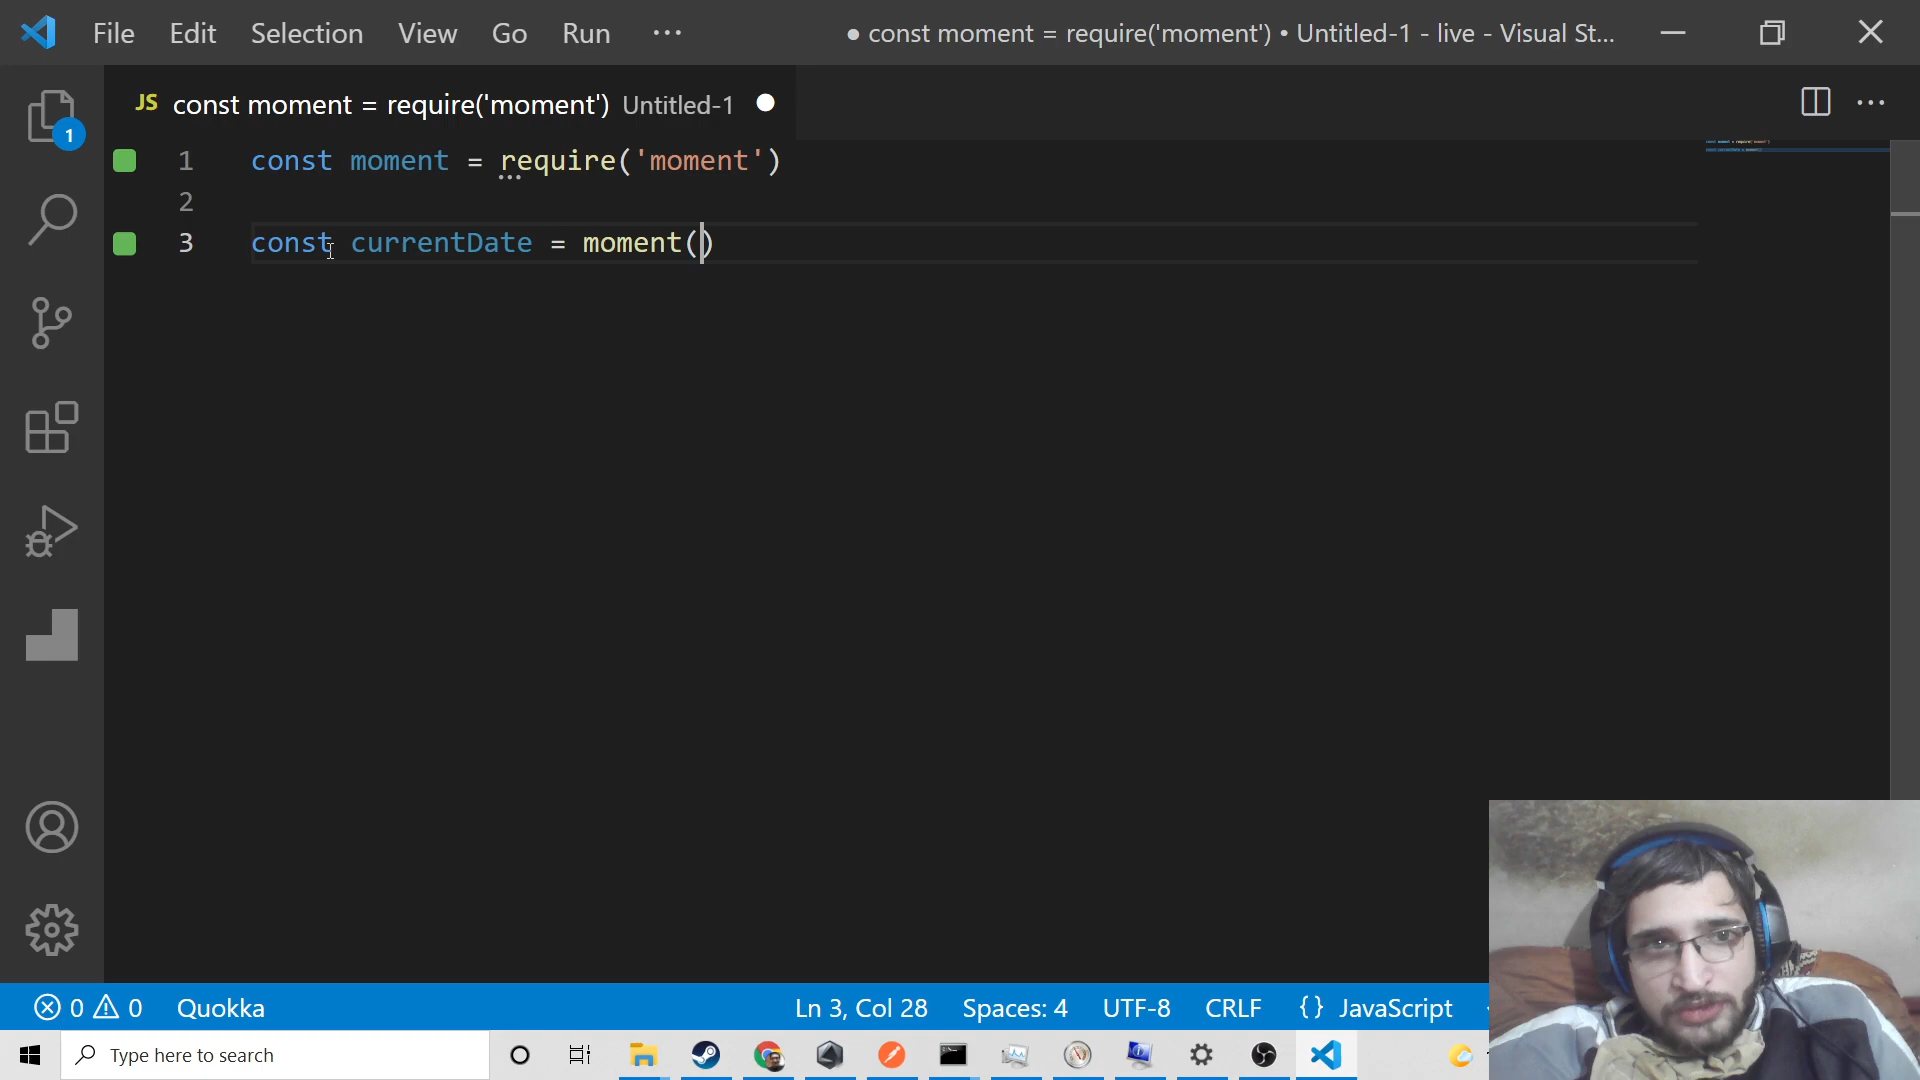 File Edit Selection View Go Run ··· ● const moment = require('moment') • Untitled-1 - live - Visual St...
JS const moment = require('moment') Untitled-1
1
1 const moment = require('moment')
2
3 const currentDate = moment()
0 0 Quokka Ln 3, Col 28 Spaces: 4 UTF-8 CRLF {} JavaScript
Type here to search